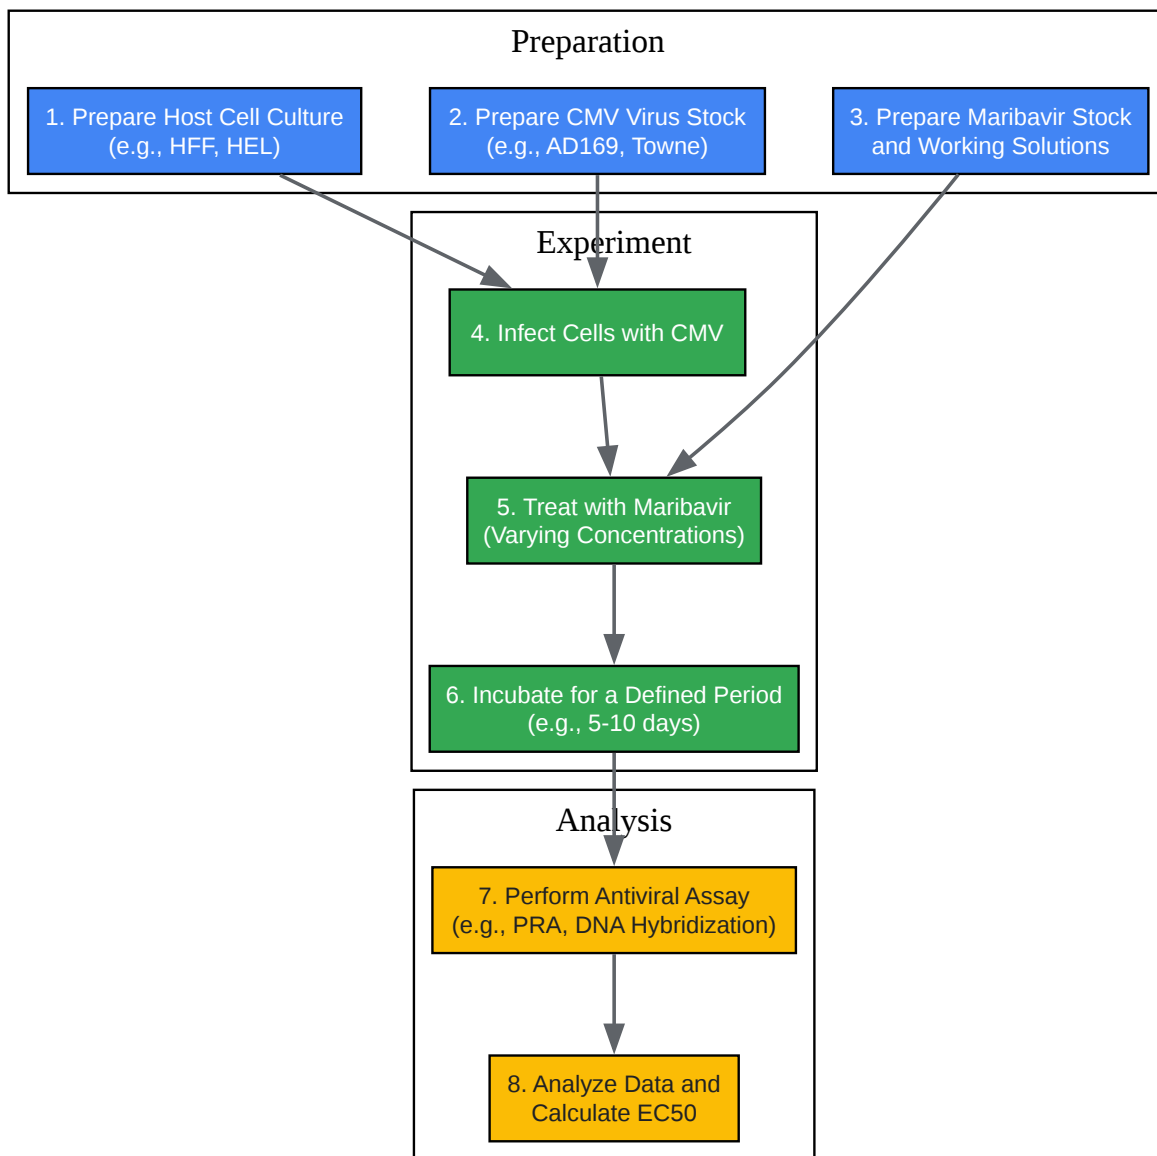 Preparation
1. Prepare Host Cell Culture
(e.g., HFF, HEL)
2. Prepare CMV Virus Stock
(e.g., AD169, Towne)
3. Prepare Maribavir Stock
and Working Solutions
Experiment
4. Infect Cells with CMV
5. Treat with Maribavir
(Varying Concentrations)
6. Incubate for a Defined Period
(e.g., 5-10 days)
Analysis
7. Perform Antiviral Assay
(e.g., PRA, DNA Hybridization)
8. Analyze Data and
Calculate EC50